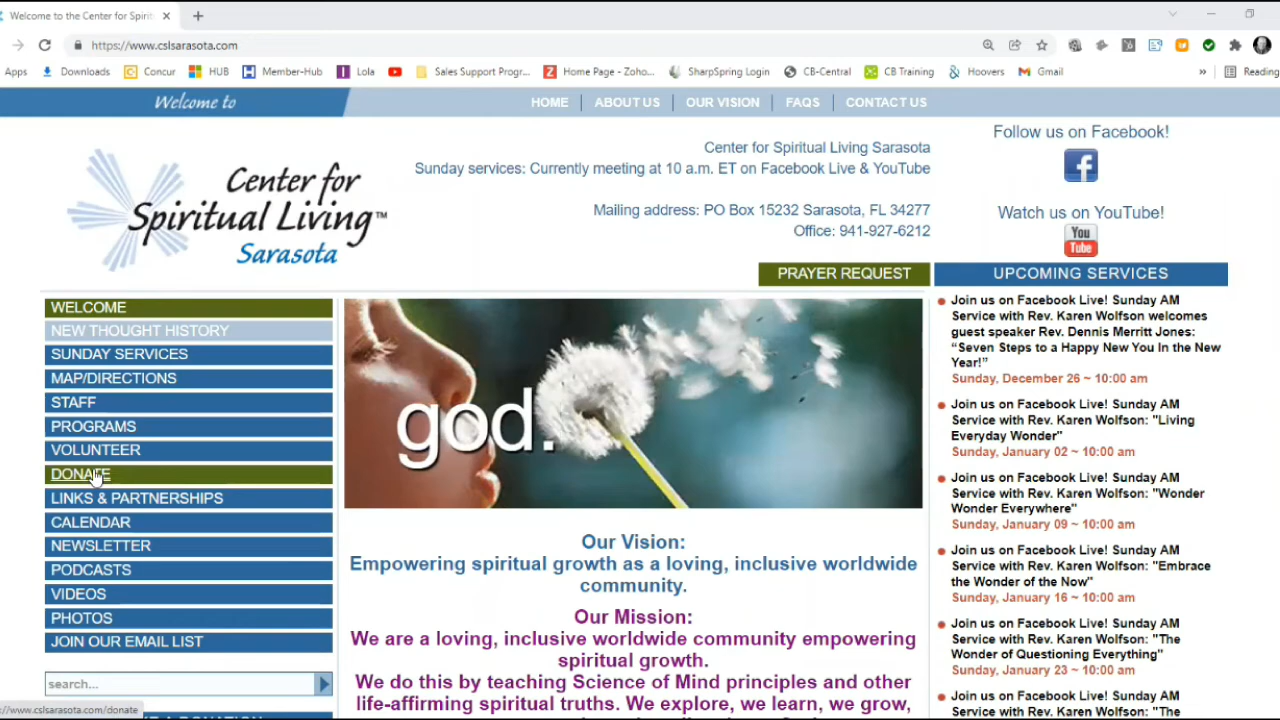 Welcome to the Center for Spirit
https://www.cslsarasota.com
Apps
Downloads
Concur
HUB
Member-Hub
Lola
Sales Support Progr...
Home Page - Zoho...
SharpSpring Login
CB-Central
CB Training
Hoovers
Gmail
»
Reading
Welcome to
HOME
ABOUT US
OUR VISION
FAQS
CONTACT US
Center for
Spiritual Living™
Sarasota
Center for Spiritual Living Sarasota
Sunday services: Currently meeting at 10 a.m. ET on Facebook Live & YouTube
Mailing address: PO Box 15232 Sarasota, FL 34277
Office: 941-927-6212
Follow us on Facebook!
f
Watch us on YouTube!
You
Tube
PRAYER REQUEST
UPCOMING SERVICES
WELCOME
NEW THOUGHT HISTORY
SUNDAY SERVICES
MAP/DIRECTIONS
STAFF
PROGRAMS
VOLUNTEER
DONATE
LINKS & PARTNERSHIPS
CALENDAR
NEWSLETTER
PODCASTS
VIDEOS
PHOTOS
JOIN OUR EMAIL LIST
search...
://www.cslsarasota.com/donate
god.
Our Vision:
Empowering spiritual growth as a loving, inclusive worldwide
community.
Our Mission:
We are a loving, inclusive worldwide community empowering
spiritual growth.
We do this by teaching Science of Mind principles and other
life-affirming spiritual truths. We explore, we learn, we grow,
Join us on Facebook Live! Sunday AM
Service with Rev. Karen Wolfson welcomes
guest speaker Rev. Dennis Merritt Jones:
“Seven Steps to a Happy New You In the New
Year!”
Sunday, December 26 ~ 10:00 am
Join us on Facebook Live! Sunday AM
Service with Rev. Karen Wolfson: "Living
Everyday Wonder"
Sunday, January 02 ~ 10:00 am
Join us on Facebook Live! Sunday AM
Service with Rev. Karen Wolfson: "Wonder
Wonder Everywhere"
Sunday, January 09 ~ 10:00 am
Join us on Facebook Live! Sunday AM
Service with Rev. Karen Wolfson: "Embrace
the Wonder of the Now"
Sunday, January 16 ~ 10:00 am
Join us on Facebook Live! Sunday AM
Service with Rev. Karen Wolfson: "The
Wonder of Questioning Everything"
Sunday, January 23 ~ 10:00 am
Join us on Facebook Live! Sunday AM
Service with Rev. Karen Wolfson: "The